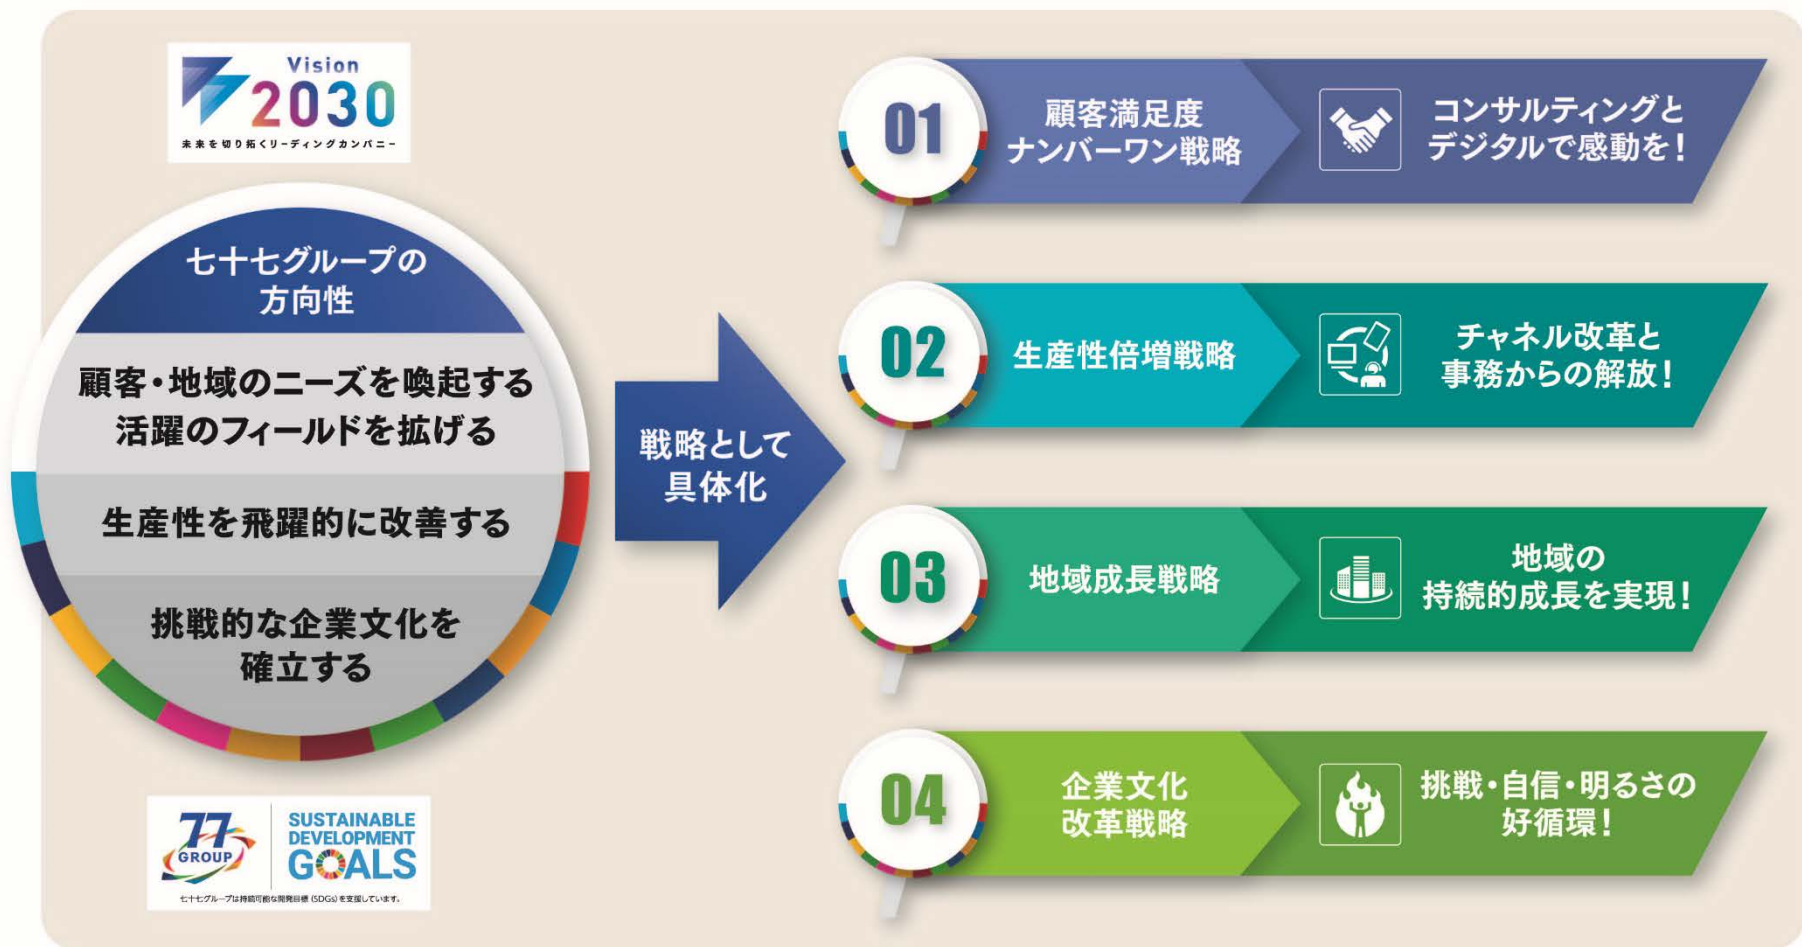 Vision
2030
未来を切り拓くリーディングカンパニー
七十七グループの
方向性
顧客・地域のニーズを喚起する
活躍のフィールドを拡げる
生産性を飛躍的に改善する
挑戦的な企業文化を
確立する
77
GROUP
SUSTAINABLE
DEVELOPMENT
GOALS
七十七グループは持続可能な開発目標(SDGs)を支援しています。
戦略として
具体化
01
顧客満足度
ナンバーワン戦略
コンサルティングと
デジタルで感動を!
02
生産性倍増戦略
チャネル改革と
事務からの解放!
03
地域成長戦略
地域の
持続的成長を実現!
04
企業文化
改革戦略
挑戦・自信・明るさの
好循環!